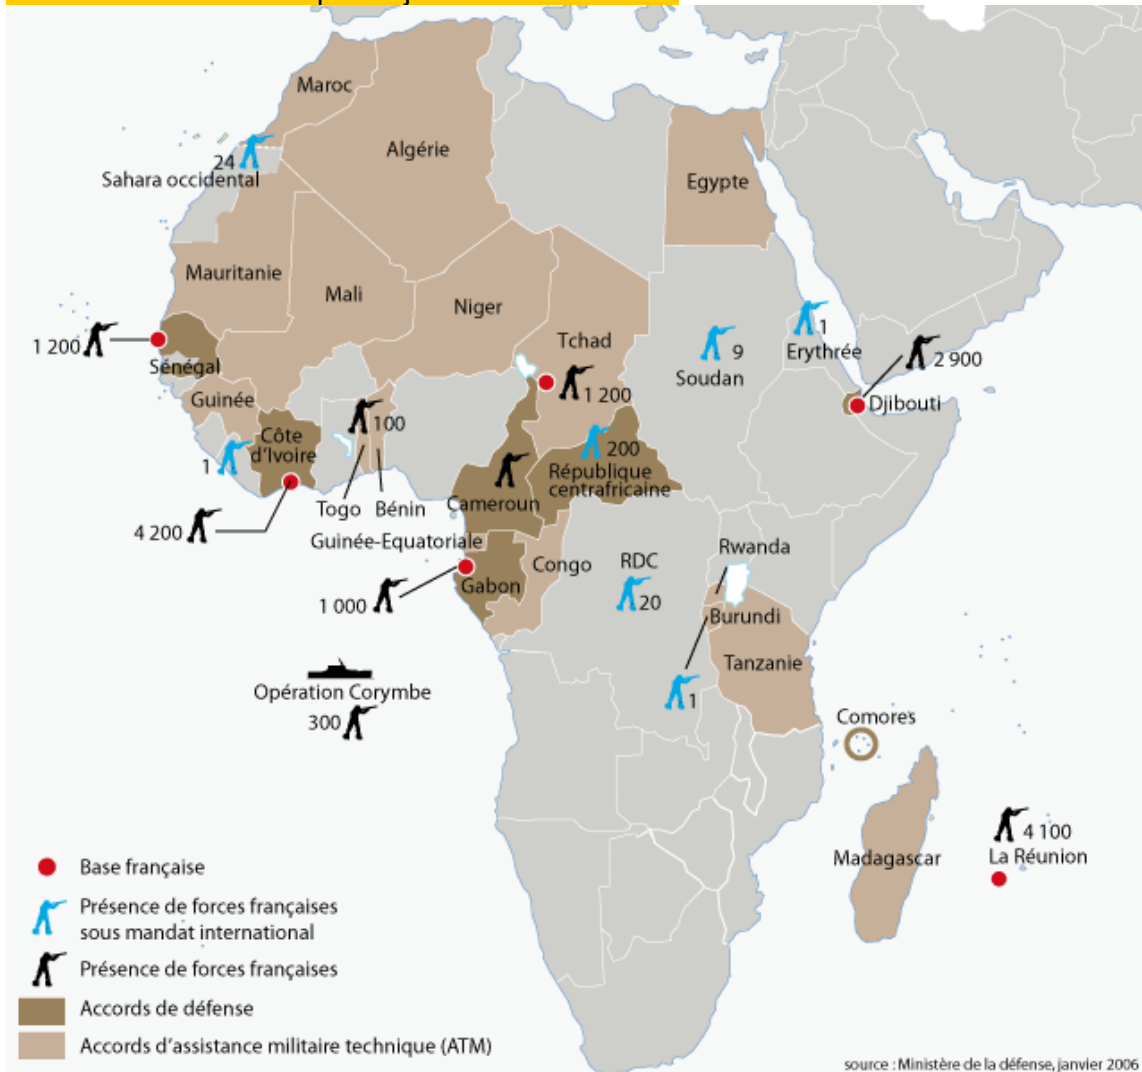 Maroc
Algérie
24
Sahara occidental
Egypte
Mauritanie
Mali
Niger
Tchad
1 200
Sénégal
9
Soudan
1
Erythrée
2 900
Djibouti
Guinée
1 200
100
Côte
d'Ivoire
1
200
République
centrafricaine
Cameroun
Togo
Bénin
4 200
Guinée-Equatoriale
Congo
RDC
Rwanda
Gabon
1 000
20
Burundi
Tanzanie
Opération Corymbe
300
1
Comores
4 100
La Réunion
Madagascar
Base française
Présence de forces françaises
sous mandat international
Présence de forces françaises
Accords de défense
Accords d'assistance militaire technique (ATM)
source : Ministère de la défense, janvier 2006